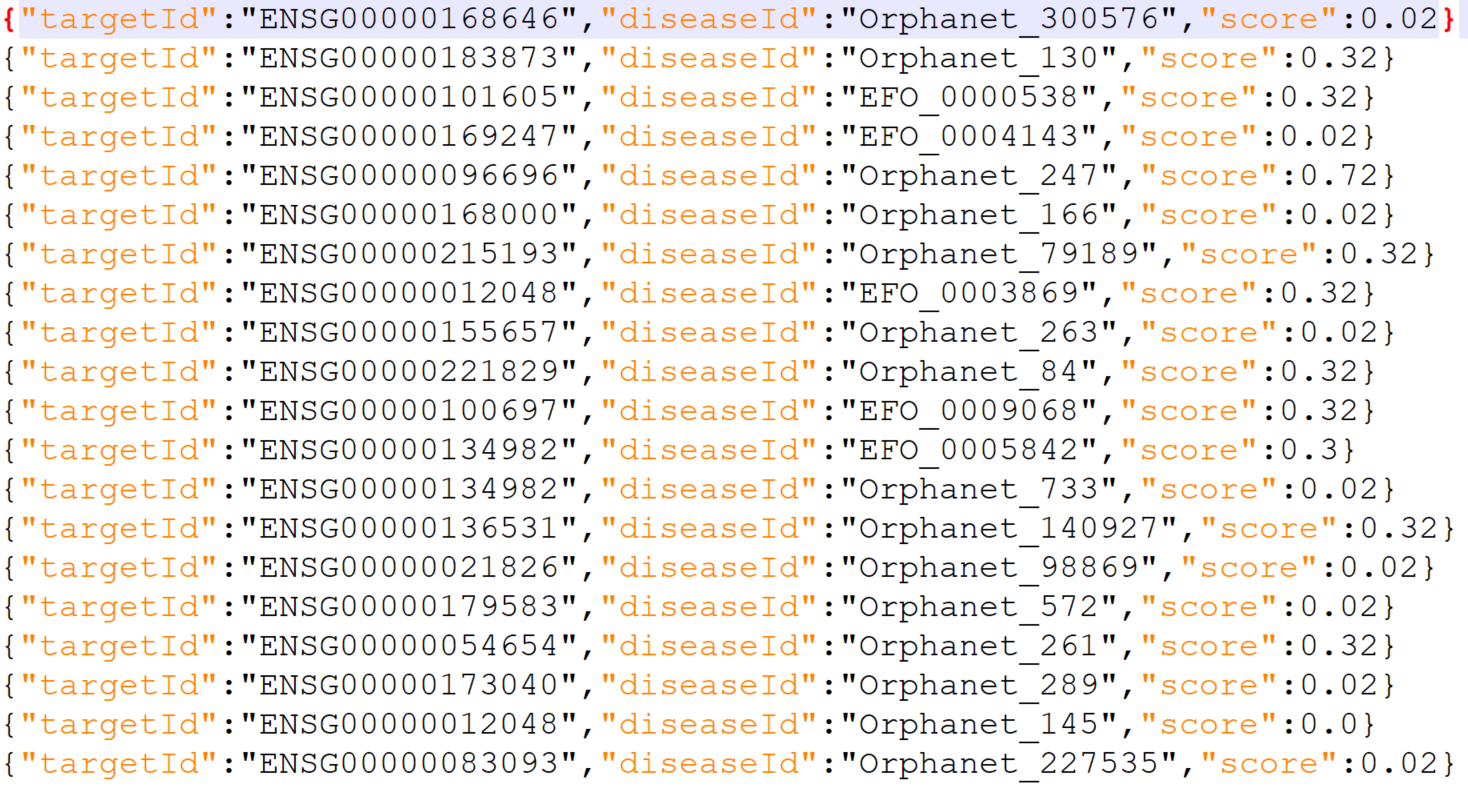 {"targetId":"ENSG00000168646","diseaseId":"Orphanet_300576","score":0.02}
{"targetId":"ENSG00000183873","diseaseId":"Orphanet_130","score":0.32}
{"targetId":"ENSG00000101605","diseaseId":"EFO_0000538","score":0.32}
{"targetId":"ENSG00000169247","diseaseId":"EFO_0004143","score":0.02}
{"targetId":"ENSG00000096696","diseaseId":"Orphanet_247","score":0.72}
{"targetId":"ENSG00000168000","diseaseId":"Orphanet_166","score":0.02}
{"targetId":"ENSG00000215193","diseaseId":"Orphanet_79189","score":0.32}
{"targetId":"ENSG00000012048","diseaseId":"EFO_0003869","score":0.32}
{"targetId":"ENSG00000155657","diseaseId":"Orphanet_263","score":0.02}
{"targetId":"ENSG00000221829","diseaseId":"Orphanet_84","score":0.32}
{"targetId":"ENSG00000100697","diseaseId":"EFO_0009068","score":0.32}
{"targetId":"ENSG00000134982","diseaseId":"EFO_0005842","score":0.3}
{"targetId":"ENSG00000134982","diseaseId":"Orphanet_733","score":0.02}
{"targetId":"ENSG00000136531","diseaseId":"Orphanet_140927","score":0.32}
{"targetId":"ENSG00000021826","diseaseId":"Orphanet_98869","score":0.02}
{"targetId":"ENSG00000179583","diseaseId":"Orphanet_572","score":0.02}
{"targetId":"ENSG00000054654","diseaseId":"Orphanet_261","score":0.32}
{"targetId":"ENSG00000173040","diseaseId":"Orphanet_289","score":0.02}
{"targetId":"ENSG00000012048","diseaseId":"Orphanet_145","score":0.0}
{"targetId":"ENSG00000083093","diseaseId":"Orphanet_227535","score":0.02}